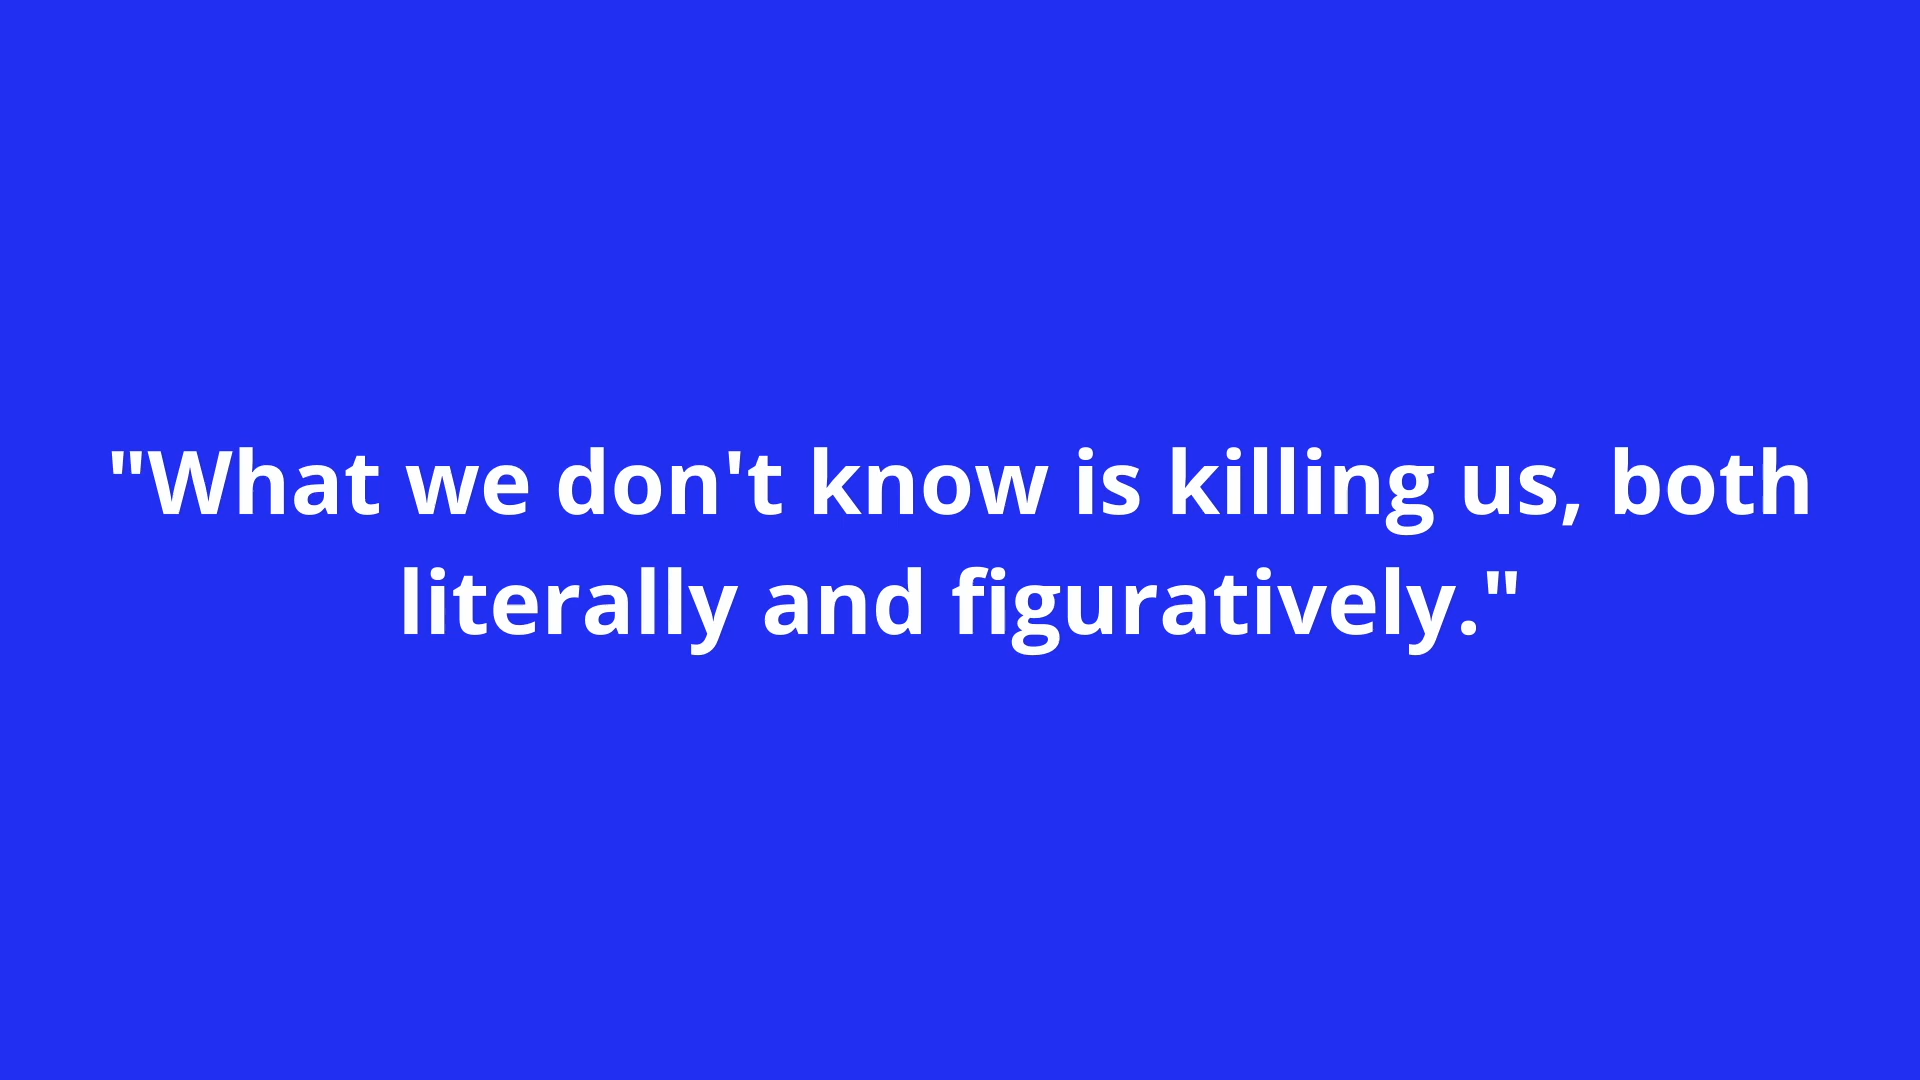 "What we don't know is killing us, both
literally and figuratively."